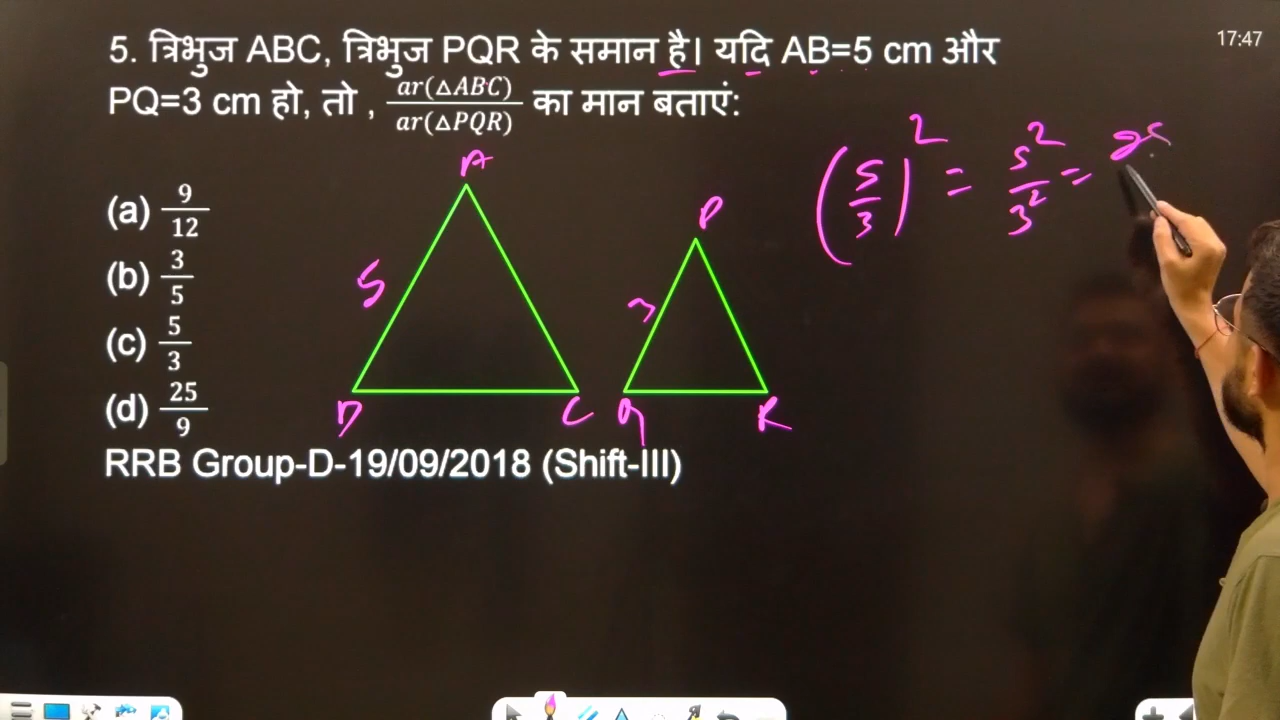 17:47
5. त्रिभुज ABC, त्रिभुज PQR के समान है। यदि AB=5 cm और
PQ=3 cm हो, तो , ar(△ABC)/ar(△PQR) का मान बताएं:
(5/3)² = 5²/3² = 25
(a) 9/12
(b) 3/5
(c) 5/3
(d) 25/9
A
P
5
3
C
Q
R
RRB Group-D-19/09/2018 (Shift-III)